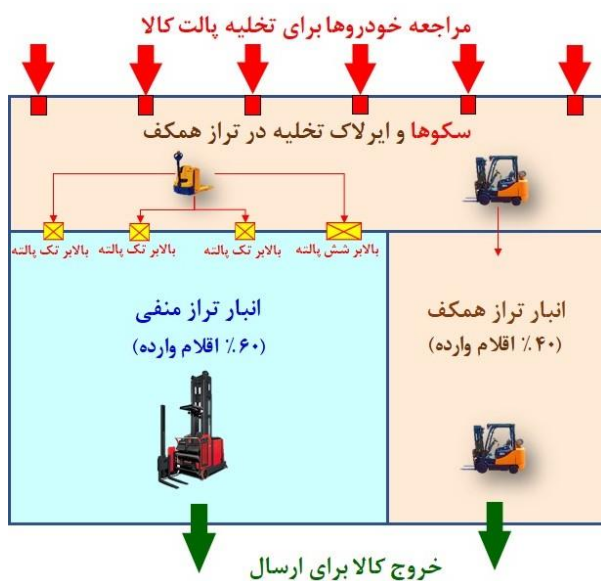 مراجعه خودروها برای تخلیه پالت کالا
سکوها و ایرلاک تخلیه در تراز همکف
بالابر تک پالته
بالابر تک پالته
بالابر تک پالته
بالابر شش پالته
انبار تراز همکف
(۴۰٪ اقلام وارده)
انبار تراز منفی
(۶۰٪ اقلام وارده)
خروج کالا برای ارسال